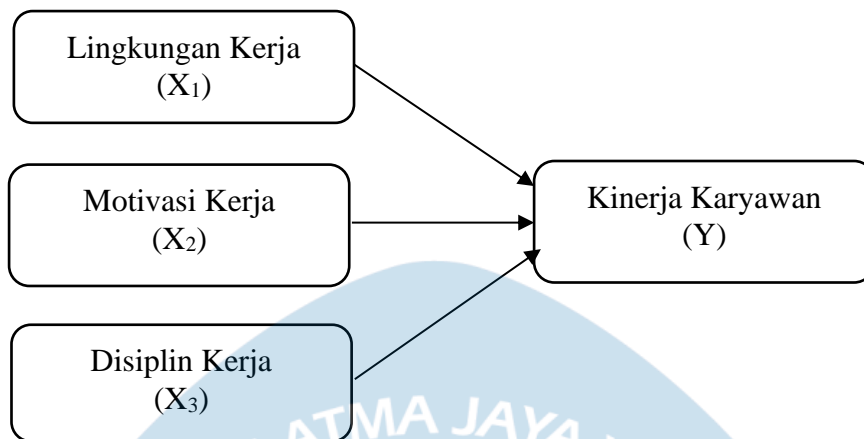 Lingkungan Kerja
(X₁)
Motivasi Kerja
(X₂)
Kinerja Karyawan
(Y)
Disiplin Kerja
(X₃)
ATMA JAYA